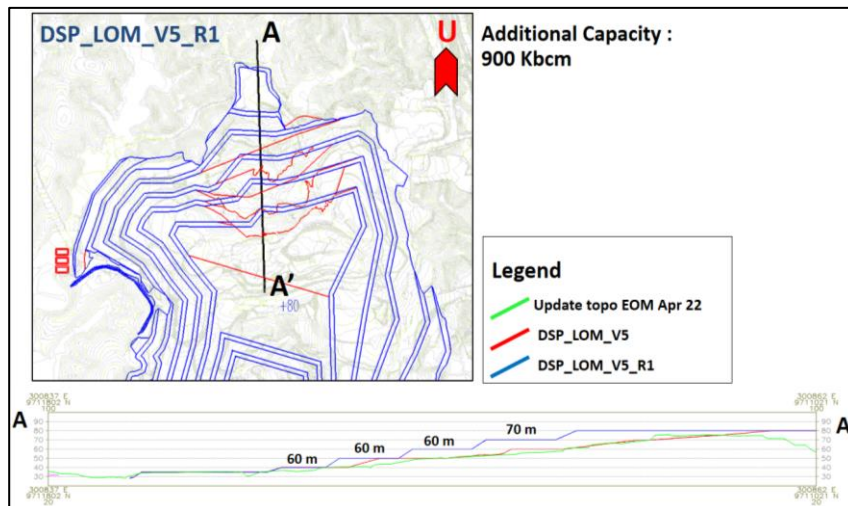 DSP_LOM_V5_R1
A
U
Additional Capacity :
900 Kbcm
A'
+80
Legend
Update topo EOM Apr 22
DSP_LOM_V5
DSP_LOM_V5_R1
300837 E
9711802 N
100
300862 E
9711021 N
100
A
A'
90
80
70
60
50
40
30
90
80
70
60
50
40
30
60 m
60 m
60 m
70 m
300837 E
9711802 N
20
300862 E
9711021 N
20